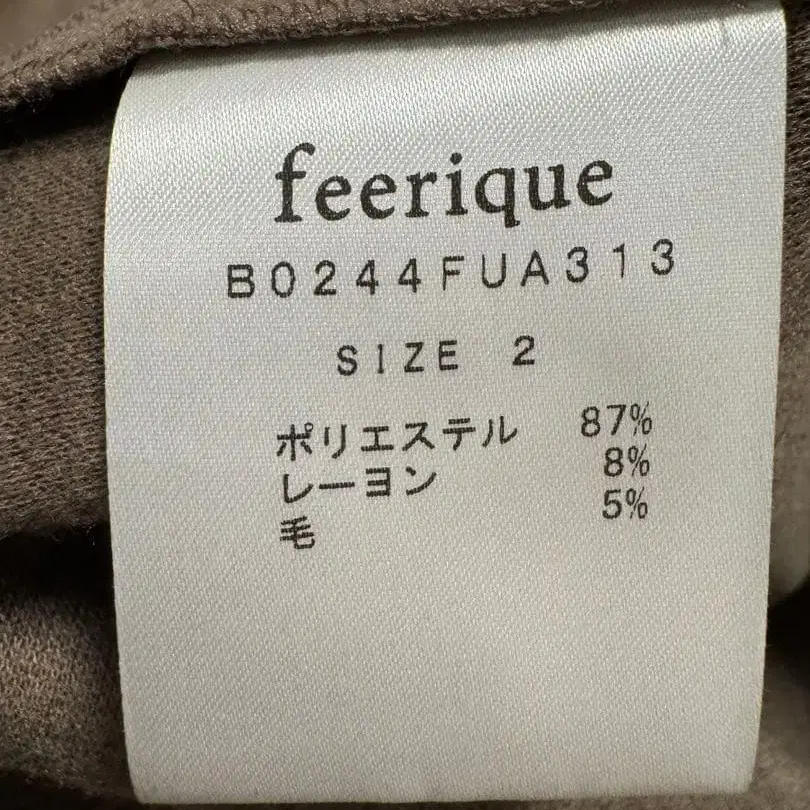 feerique
B0244FUA313
SIZE 2
ポリエステル 87%
レーヨン 8%
毛 5%